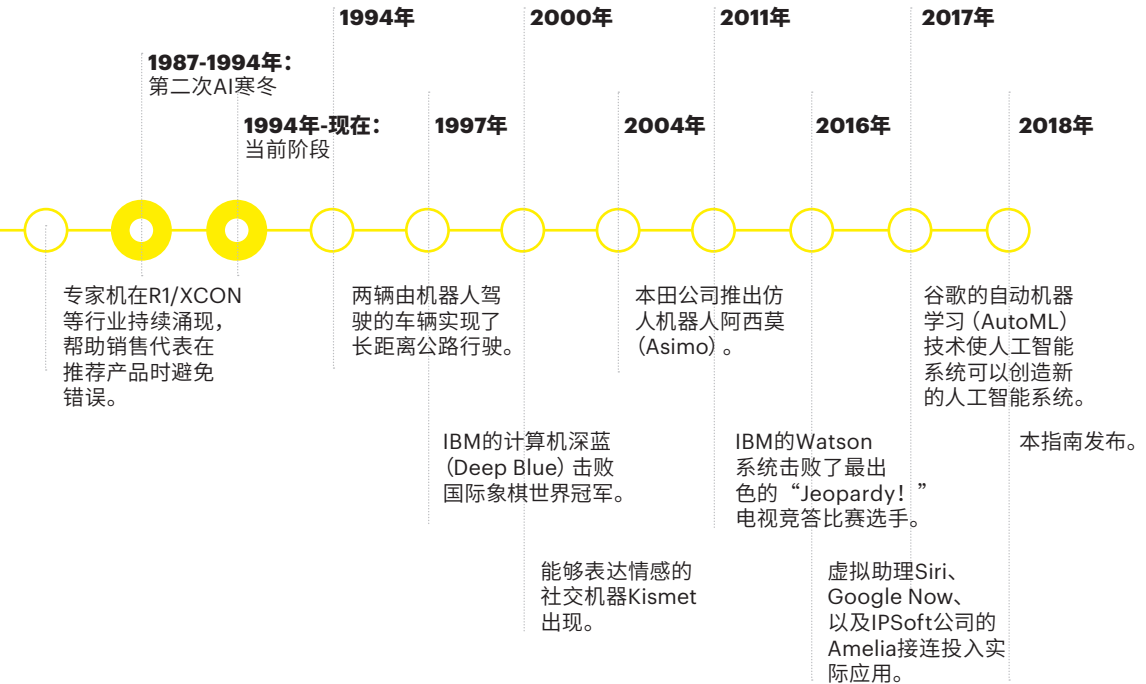 1994年
2000年
2011年
2017年
1987-1994年：
第二次AI寒冬
1994年-现在：
当前阶段
1997年
2004年
2016年
2018年
专家机在R1/XCON
等行业持续涌现，
帮助销售代表在
推荐产品时避免
错误。
两辆由机器人驾
驶的车辆实现了
长距离公路行驶。
本田公司推出仿
人机器人阿西莫
（Asimo）。
谷歌的自动机器
学习（AutoML）
技术使人工智能
系统可以创造新
的人工智能系统。
IBM的计算机深蓝
（Deep Blue）击败
国际象棋世界冠军。
IBM的Watson
系统击败了最出
色的“Jeopardy！”
电视竞答比赛选手。
本指南发布。
能够表达情感的
社交机器Kismet
出现。
虚拟助理Siri、
Google Now、
以及IPSoft公司的
Amelia接连投入实
际应用。